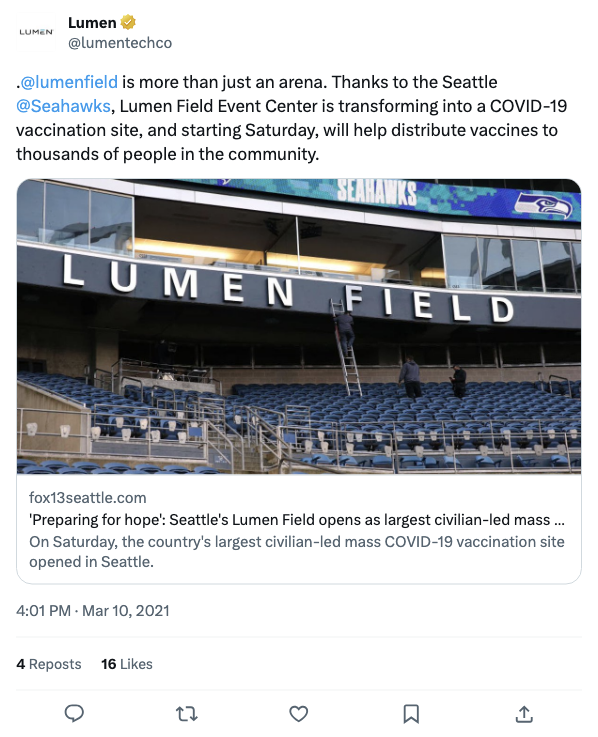 LUMEN
Lumen
@lumentechco
.@lumenfield is more than just an arena. Thanks to the Seattle
@Seahawks, Lumen Field Event Center is transforming into a COVID-19
vaccination site, and starting Saturday, will help distribute vaccines to
thousands of people in the community.
SEAHAWKS
LUMEN FIELD
fox13seattle.com
'Preparing for hope': Seattle's Lumen Field opens as largest civilian-led mass ...
On Saturday, the country's largest civilian-led mass COVID-19 vaccination site
opened in Seattle.
4:01 PM · Mar 10, 2021
4 Reposts 16 Likes